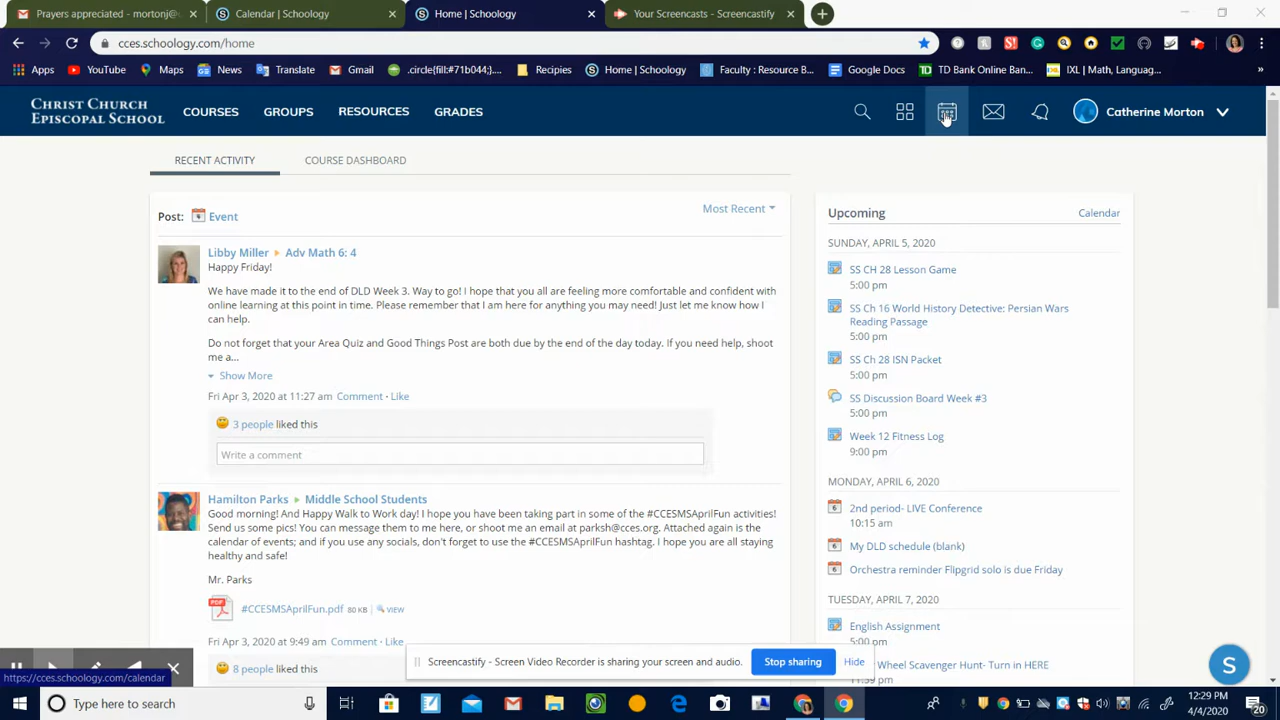 Prayers appreciated - mortonj@
Calendar | Schoology
Home | Schoology
Your Screencasts - Screencastify
cces.schoology.com/home
Apps
YouTube
Maps
News
Translate
Gmail
.circle{fill:#71b044;}....
Recipies
Home | Schoology
Faculty : Resource B...
Google Docs
TD Bank Online Ban...
IXL | Math, Languag...
CHRIST CHURCH
EPISCOPAL SCHOOL
COURSES
GROUPS
RESOURCES
GRADES
Catherine Morton
RECENT ACTIVITY
COURSE DASHBOARD
Post: Event
Most Recent
Libby Miller Adv Math 6: 4
Happy Friday!
We have made it to the end of DLD Week 3. Way to go! I hope that you all are feeling more comfortable and confident with
online learning at this point in time. Please remember that I am here for anything you may need! Just let me know how I
can help.
Do not forget that your Area Quiz and Good Things Post are both due by the end of the day today. If you need help, shoot
me a...
Show More
Fri Apr 3, 2020 at 11:27 am Comment · Like
3 people liked this
Write a comment
Hamilton Parks Middle School Students
Good morning! And Happy Walk to Work day! I hope you have been taking part in some of the #CCESMSAprilFun activities!
Send us some pics! You can message them to me here, or shoot me an email at parksh@cces.org. Attached again is the
calendar of events; and if you use any socials, don't forget to use the #CCESMSAprilFun hashtag. I hope you are all staying
healthy and safe!
Mr. Parks
PDF
#CCESMSAprilFun.pdf 80 KB VIEW
Fri Apr 3, 2020 at 9:49 am Comment · Like
8 people liked this
Upcoming
Calendar
SUNDAY, APRIL 5, 2020
SS CH 28 Lesson Game
5:00 pm
SS Ch 16 World History Detective: Persian Wars
Reading Passage
5:00 pm
SS Ch 28 ISN Packet
5:00 pm
SS Discussion Board Week #3
5:00 pm
Week 12 Fitness Log
9:00 pm
MONDAY, APRIL 6, 2020
2nd period- LIVE Conference
10:15 am
My DLD schedule (blank)
Orchestra reminder Flipgrid solo is due Friday
TUESDAY, APRIL 7, 2020
English Assignment
5:00 pm
Wheel Scavenger Hunt- Turn in HERE
11:59 pm
Screencastify - Screen Video Recorder is sharing your screen and audio.
Stop sharing
Hide
S
https://cces.schoology.com/calendar
Type here to search
12:29 PM
4/4/2020
20